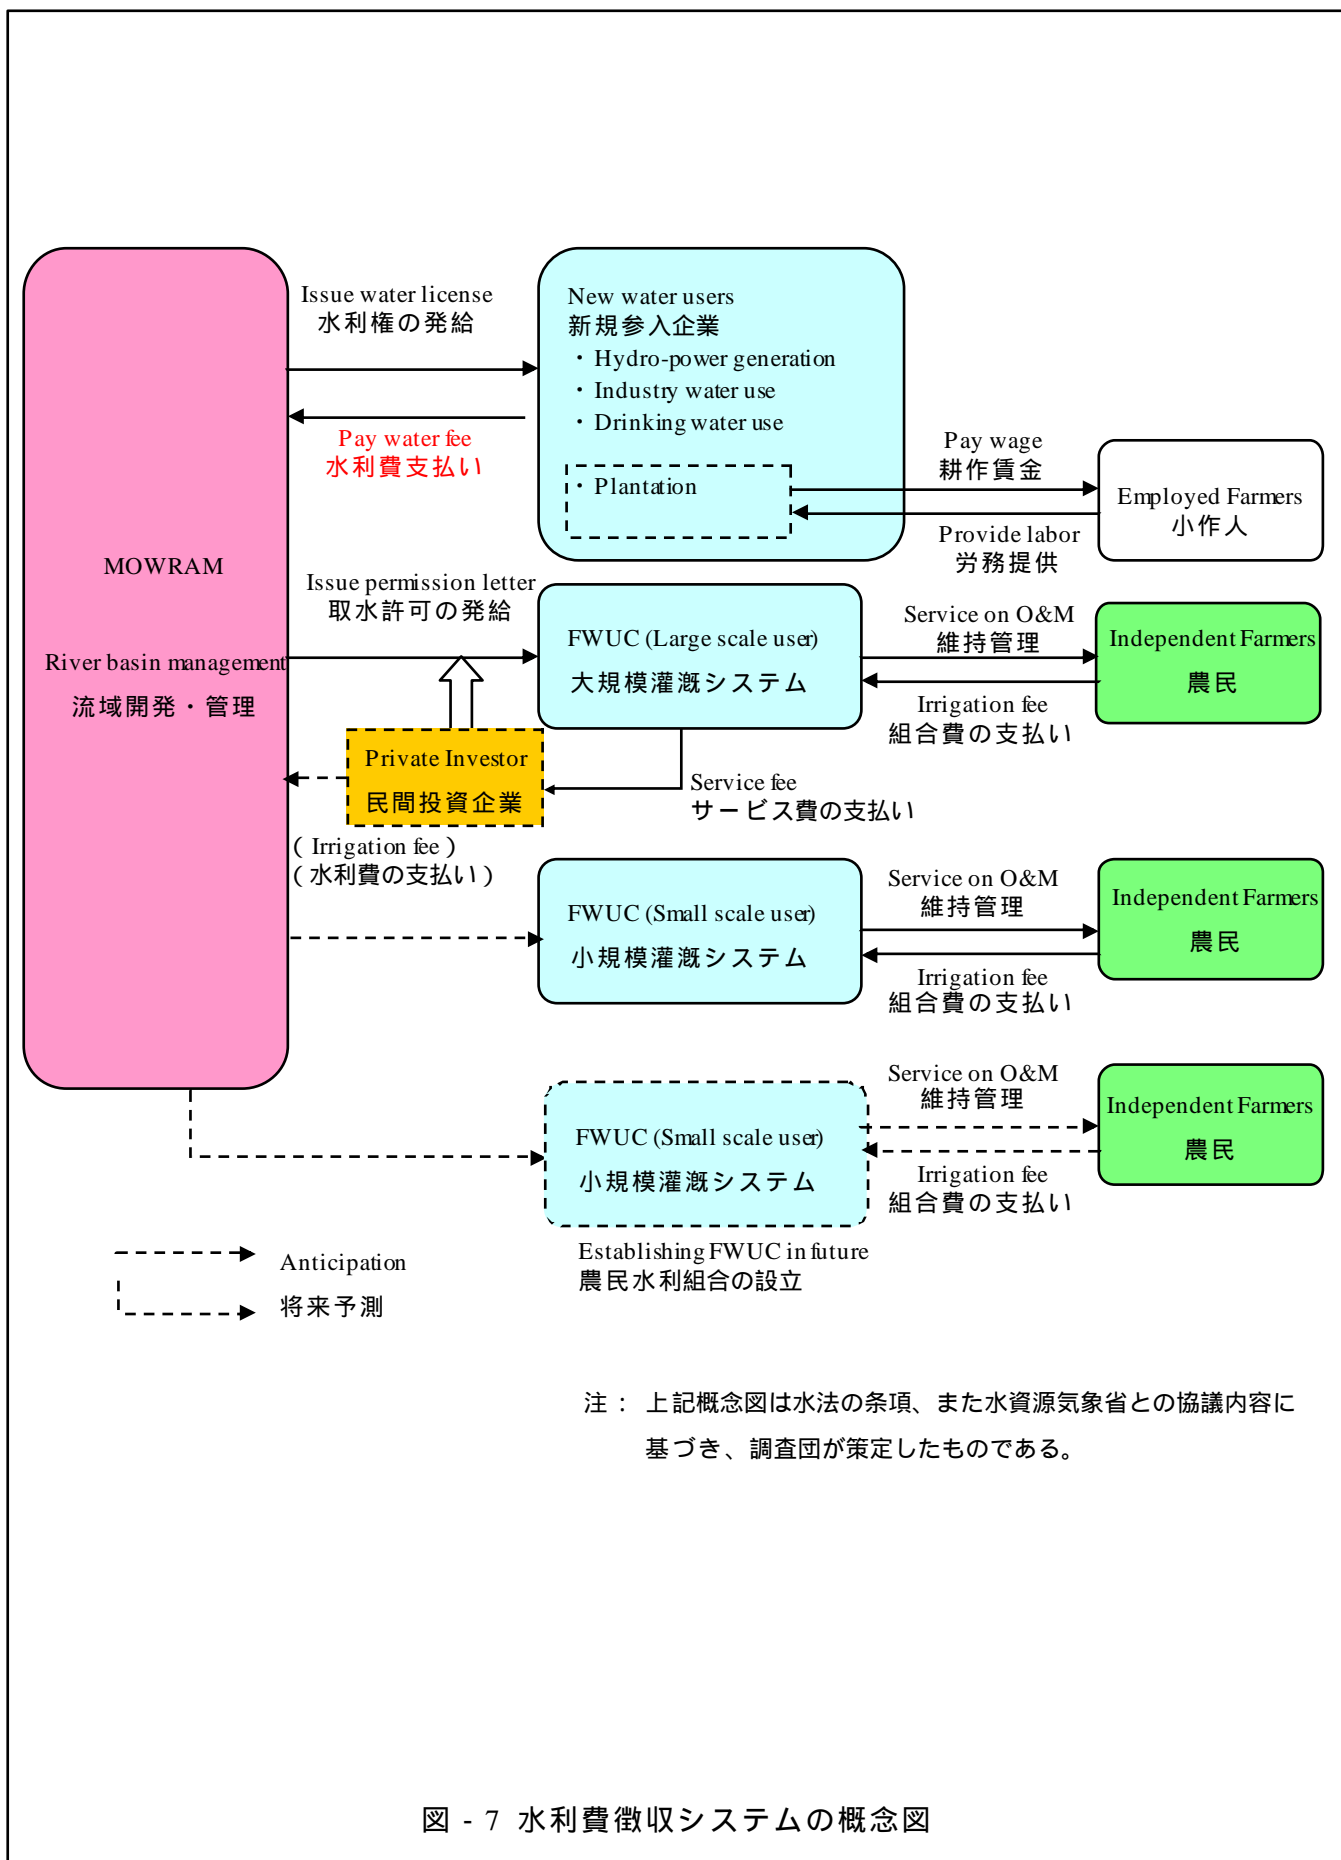 Issue water license
水利権の発給
Pay water fee
水利費支払い
New water users
新規参入企業
・Hydro-power generation
・Industry water use
・Drinking water use
・Plantation
Pay wage
耕作賃金
Provide labor
労務提供
Employed Farmers
小作人
MOWRAM
River basin management
流域開発・管理
Issue permission letter
取水許可の発給
FWUC (Large scale user)
大規模灌漑システム
Service on O&M
維持管理
Irrigation fee
組合費の支払い
Independent Farmers
農民
Private Investor
民間投資企業
Service fee
サービス費の支払い
( Irrigation fee )
(水利費の支払い)
FWUC (Small scale user)
小規模灌漑システム
Service on O&M
維持管理
Irrigation fee
組合費の支払い
Independent Farmers
農民
FWUC (Small scale user)
小規模灌漑システム
Service on O&M
維持管理
Irrigation fee
組合費の支払い
Independent Farmers
農民
Establishing FWUC in future
農民水利組合の設立
Anticipation
将来予測
注: 上記概念図は水法の条項、また水資源気象省との協議内容に
基づき、調査団が策定したものである。
図 - 7 水利費徴収システムの概念図